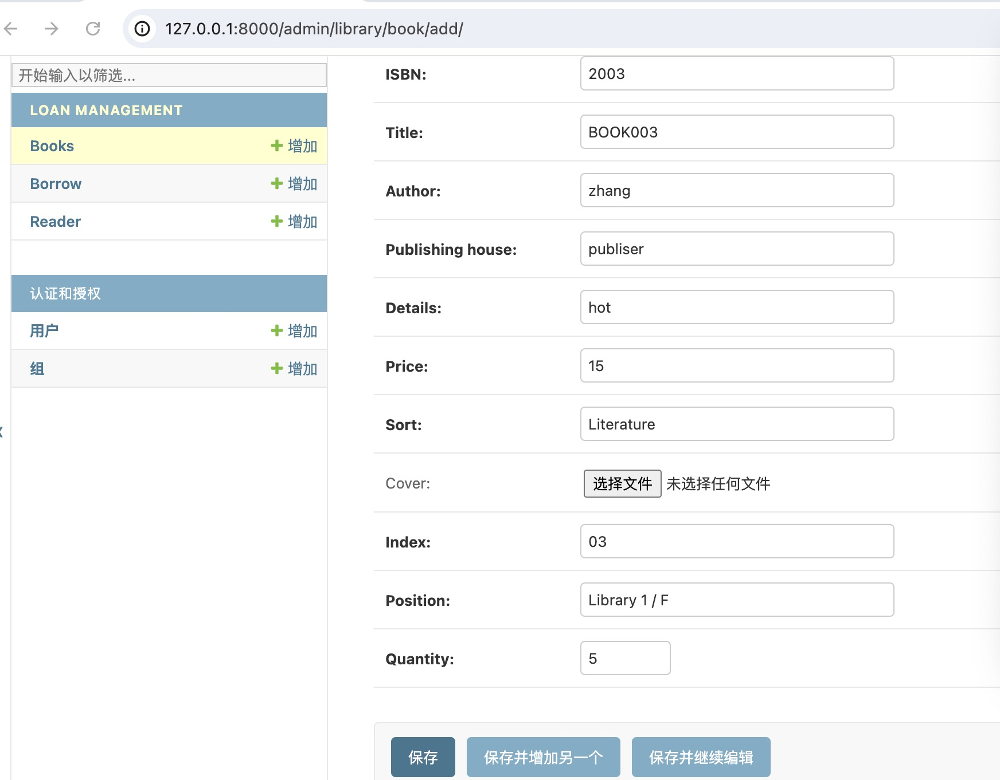 127.0.0.1:8000/admin/library/book/add/
开始输入以筛选...
LOAN MANAGEMENT
Books 增加
Borrow 增加
Reader 增加
认证和授权
用户 增加
组 增加
ISBN: 2003
Title: BOOK003
Author: zhang
Publishing house: publiser
Details: hot
Price: 15
Sort: Literature
Cover: 选择文件 未选择任何文件
Index: 03
Position: Library 1 / F
Quantity: 5
保存 保存并增加另一个 保存并继续编辑